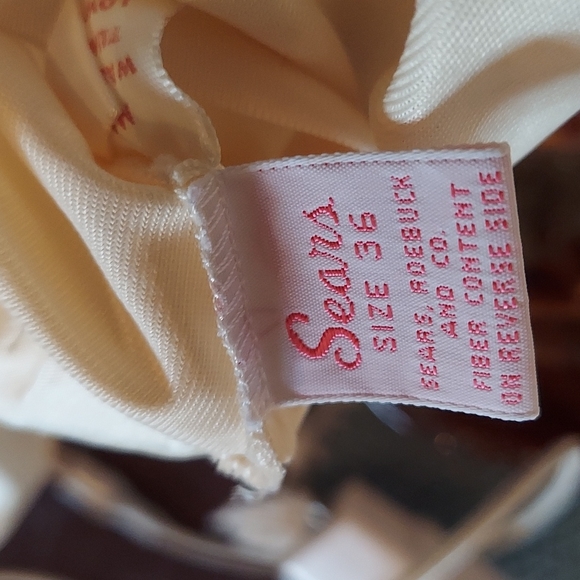 Sears
SIZE 36
SEARS, ROEBUCK
AND CO.
FIBER CONTENT
ON REVERSE SIDE